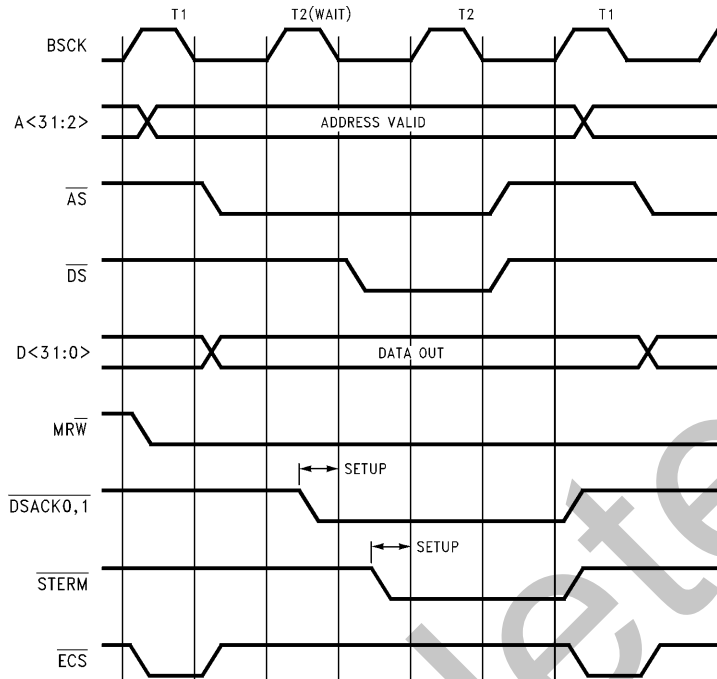 T1 T2(WAIT) T2 T1
BSCK
A<31:2> ADDRESS VALID
AS
DS
D<31:0> DATA OUT
MRW
SETUP
DSACK0,1
SETUP
STERM
ECS